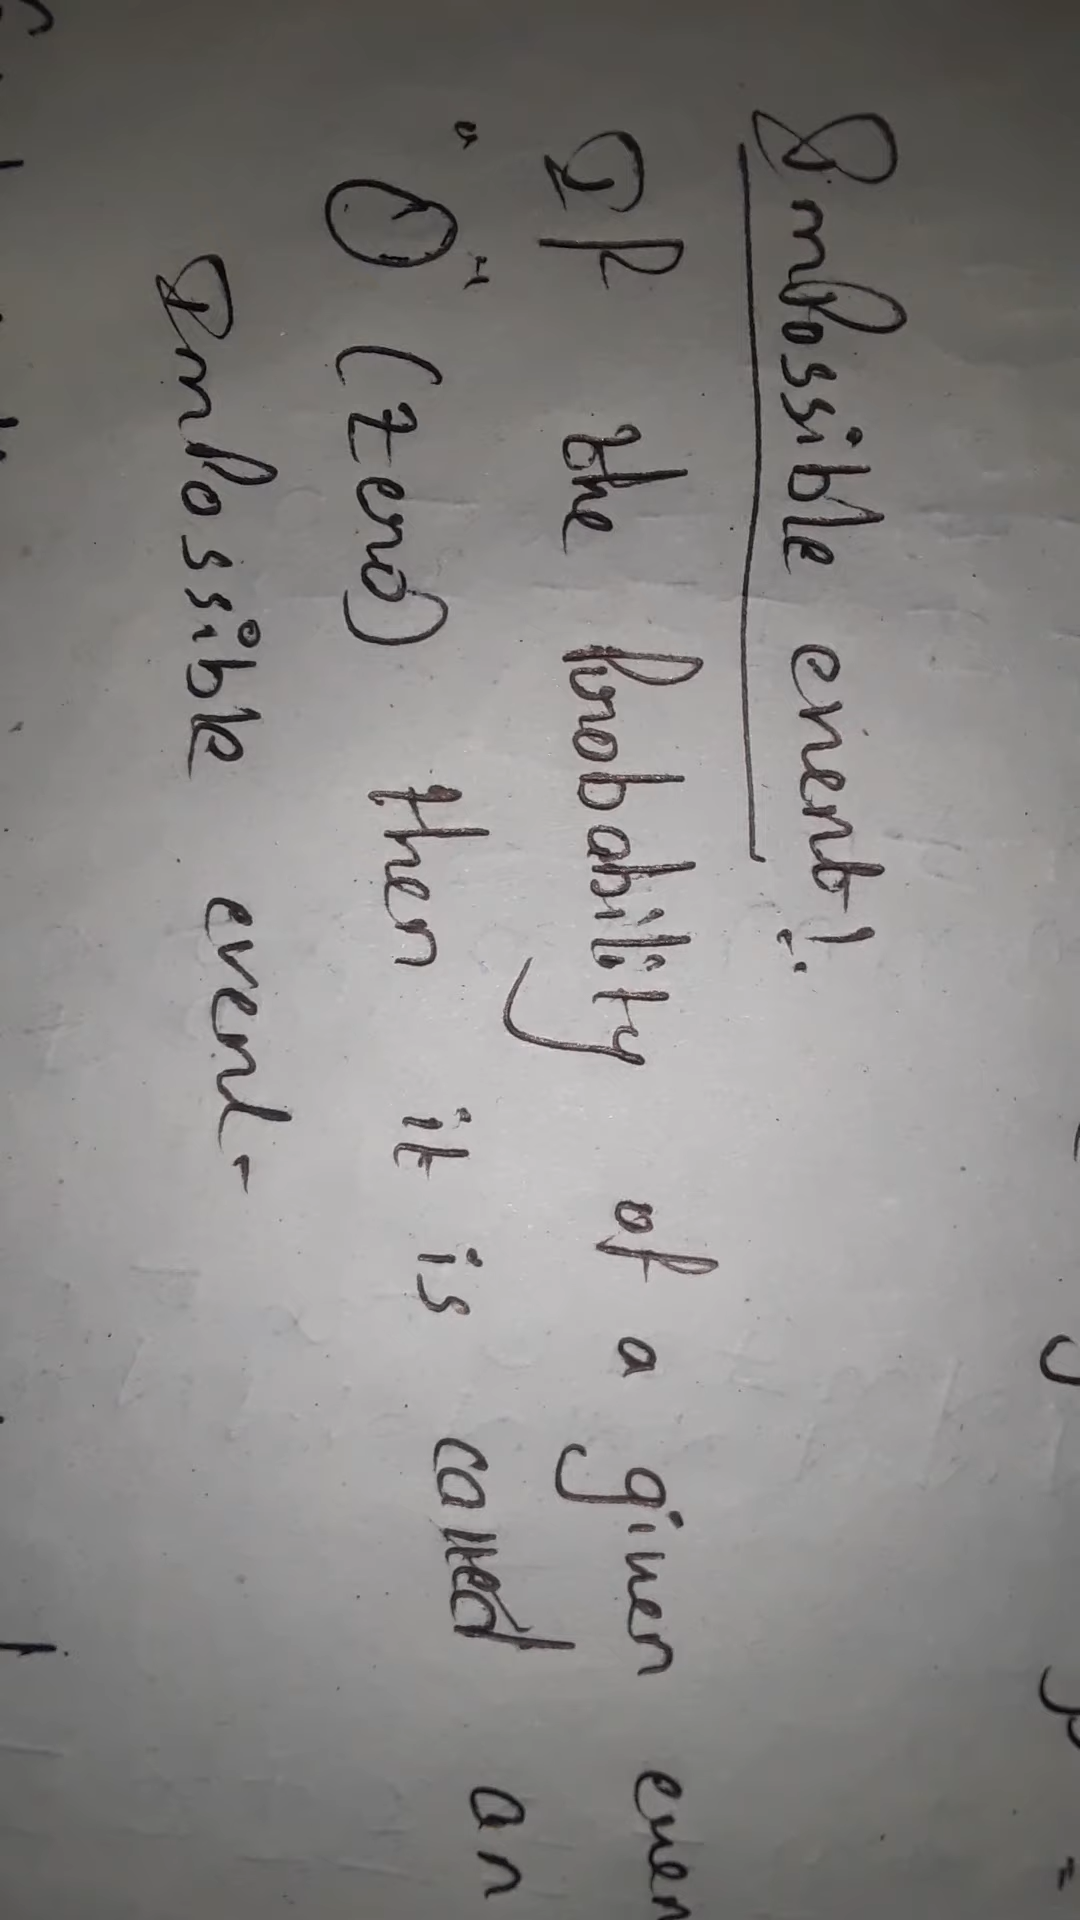 Impossible event :
If the probability of a given even
"0" (zero) then it is called an
Impossible event-